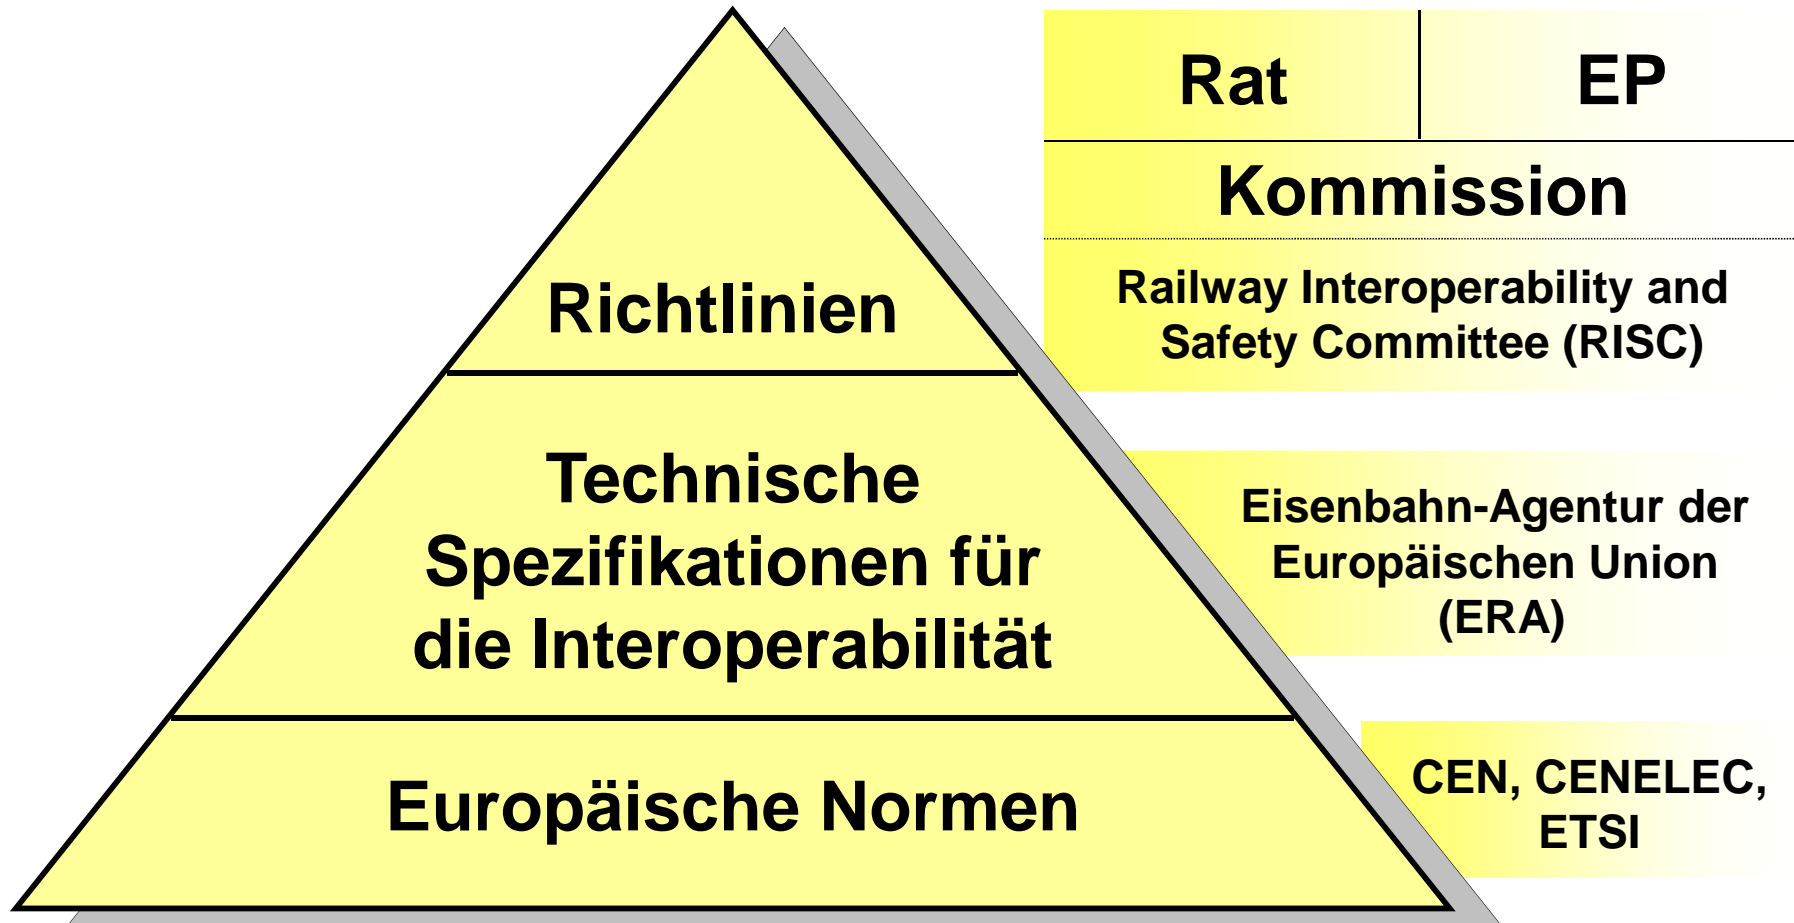 Richtlinien
Technische
Spezifikationen für
die Interoperabilität
Europäische Normen
Rat
EP
Kommission
Railway Interoperability and
Safety Committee (RISC)
Eisenbahn-Agentur der
Europäischen Union
(ERA)
CEN, CENELEC,
ETSI